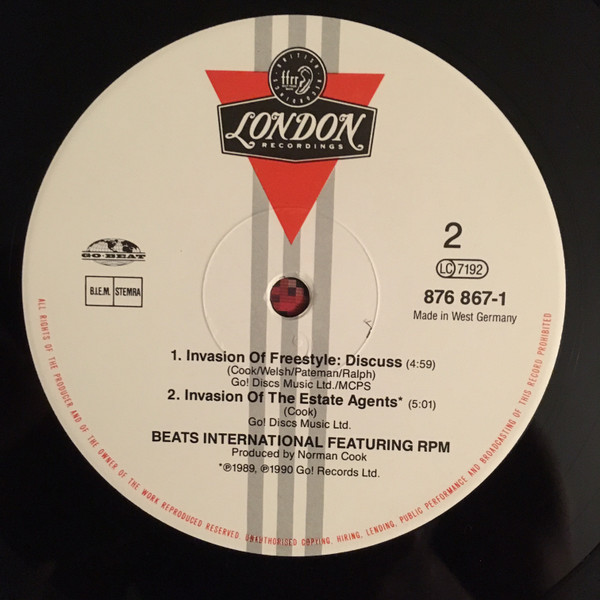 ffrr
LONDON
RECORDINGS
GO·BEAT
B.I.E.M. STEMRA
2
LC 7192
876 867-1
Made in West Germany
1. Invasion Of Freestyle: Discuss (4:59)
(Cook/Welsh/Pateman/Ralph)
Go! Discs Music Ltd./MCPS
2. Invasion Of The Estate Agents* (5:01)
(Cook)
Go! Discs Music Ltd.
BEATS INTERNATIONAL FEATURING RPM
Produced by Norman Cook
*℗1989, ℗1990 Go! Records Ltd.
ALL RIGHTS OF THE PRODUCER AND OF THE OWNER OF THE WORK REPRODUCED RESERVED. UNAUTHORISED COPYING, HIRING, LENDING, PUBLIC PERFORMANCE AND BROADCASTING OF THIS RECORD PROHIBITED